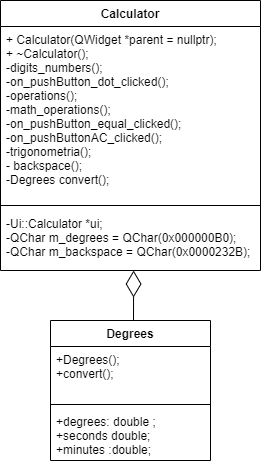 Calculator
+ Calculator(QWidget *parent = nullptr);
+ ~Calculator();
-digits_numbers();
-on_pushButton_dot_clicked();
-operations();
-math_operations();
-on_pushButton_equal_clicked();
-on_pushButtonAC_clicked();
-trigonometria();
- backspace();
-Degrees convert();
-Ui::Calculator *ui;
-QChar m_degrees = QChar(0x000000B0);
-QChar m_backspace = QChar(0x0000232B);
Degrees
+Degrees();
+convert();
+degrees: double ;
+seconds double;
+minutes :double;